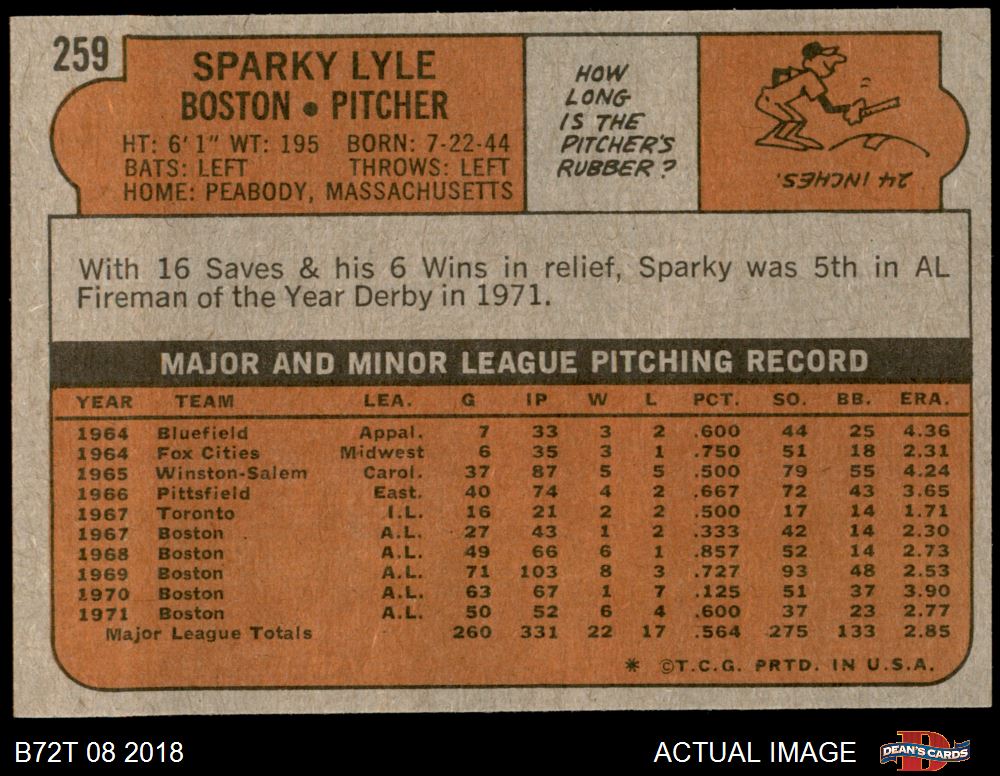 259
SPARKY LYLE
BOSTON • PITCHER
HT: 6'1" WT: 195 BORN: 7-22-44
BATS: LEFT THROWS: LEFT
HOME: PEABODY, MASSACHUSETTS
HOW
LONG
IS THE
PITCHER'S
RUBBER?
24 INCHES.
With 16 Saves & his 6 Wins in relief, Sparky was 5th in AL
Fireman of the Year Derby in 1971.
MAJOR AND MINOR LEAGUE PITCHING RECORD
YEAR TEAM LEA. G IP W L PCT. SO. BB. ERA.
1964 Bluefield Appal. 7 33 3 2 .600 44 25 4.36
1964 Fox Cities Midwest 6 35 3 1 .750 51 18 2.31
1965 Winston-Salem Carol. 37 87 5 5 .500 79 55 4.24
1966 Pittsfield East. 40 74 4 2 .667 72 43 3.65
1967 Toronto I.L. 16 21 2 2 .500 17 14 1.71
1967 Boston A.L. 27 43 1 2 .333 42 14 2.30
1968 Boston A.L. 49 66 6 1 .857 52 14 2.73
1969 Boston A.L. 71 103 8 3 .727 93 48 2.53
1970 Boston A.L. 63 67 1 7 .125 51 37 3.90
1971 Boston A.L. 50 52 6 4 .600 37 23 2.77
Major League Totals 260 331 22 17 .564 275 133 2.85
* ©T.C.G. PRTD. IN U.S.A.
B72T 08 2018
ACTUAL IMAGE
D
DEAN'S CARDS